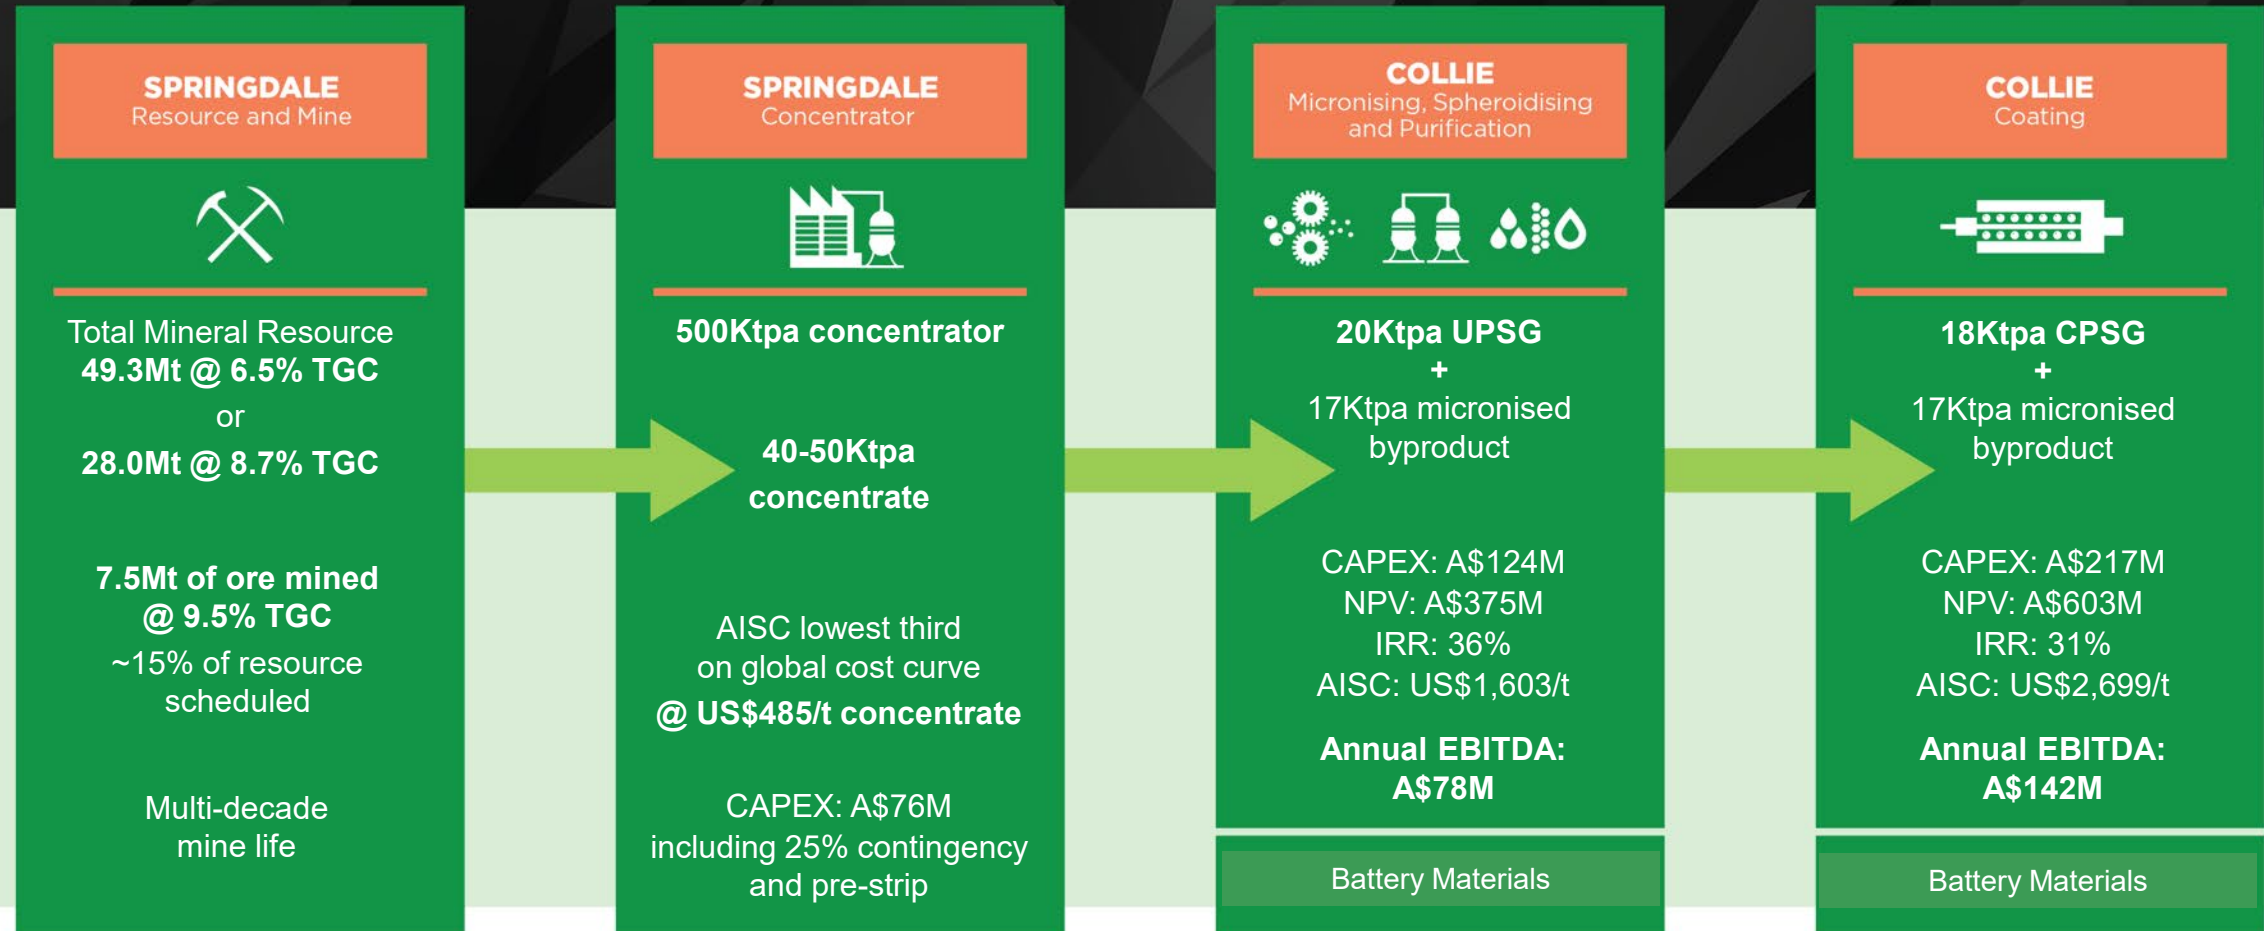 SPRINGDALE
Resource and Mine
Total Mineral Resource
49.3Mt @ 6.5% TGC
or
28.0Mt @ 8.7% TGC
7.5Mt of ore mined
@ 9.5% TGC
~15% of resource
scheduled
Multi-decade
mine life
SPRINGDALE
Concentrator
500Ktpa concentrator
40-50Ktpa
concentrate
AISC lowest third
on global cost curve
@ US$485/t concentrate
CAPEX: A$76M
including 25% contingency
and pre-strip
COLLIE
Micronising, Spheroidising
and Purification
20Ktpa UPSG
+
17Ktpa micronised
byproduct
CAPEX: A$124M
NPV: A$375M
IRR: 36%
AISC: US$1,603/t
Annual EBITDA:
A$78M
Battery Materials
COLLIE
Coating
18Ktpa CPSG
+
17Ktpa micronised
byproduct
CAPEX: A$217M
NPV: A$603M
IRR: 31%
AISC: US$2,699/t
Annual EBITDA:
A$142M
Battery Materials